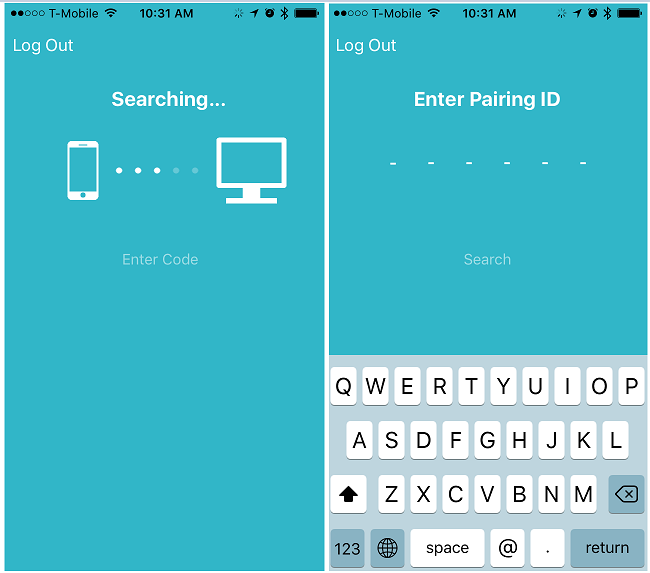 T-Mobile 10:31 AM
Log Out
Searching...
Enter Code
T-Mobile 10:31 AM
Log Out
Enter Pairing ID
- - - - - -
Search
Q W E R T Y U I O P
A S D F G H J K L
Z X C V B N M
123 space @ . return